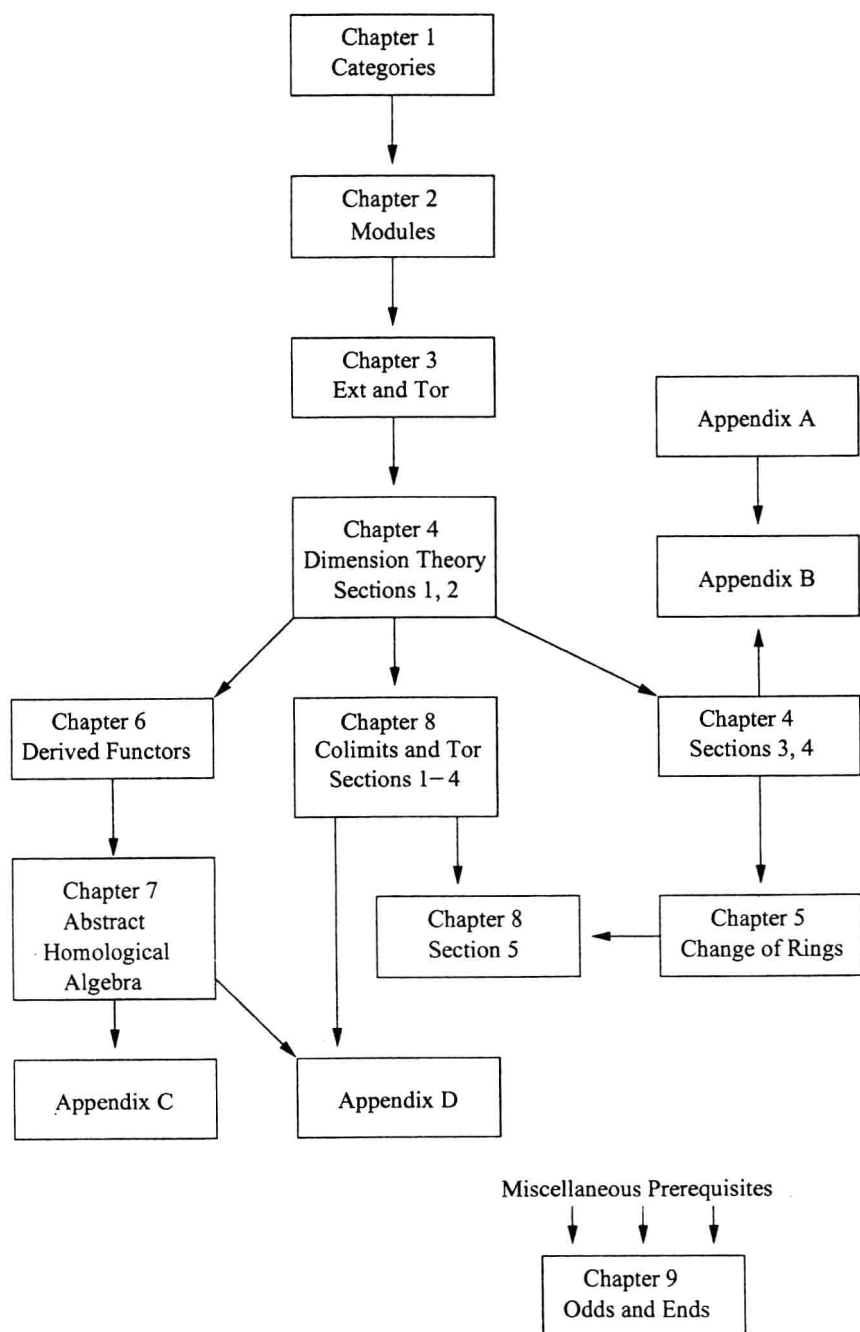 Chapter 1
Categories
Chapter 2
Modules
Chapter 3
Ext and Tor
Appendix A
Chapter 4
Dimension Theory
Sections 1, 2
Appendix B
Chapter 6
Derived Functors
Chapter 8
Colimits and Tor
Sections 1–4
Chapter 4
Sections 3, 4
Chapter 7
Abstract
Homological
Algebra
Chapter 8
Section 5
Chapter 5
Change of Rings
Appendix C
Appendix D
Miscellaneous Prerequisites
Chapter 9
Odds and Ends